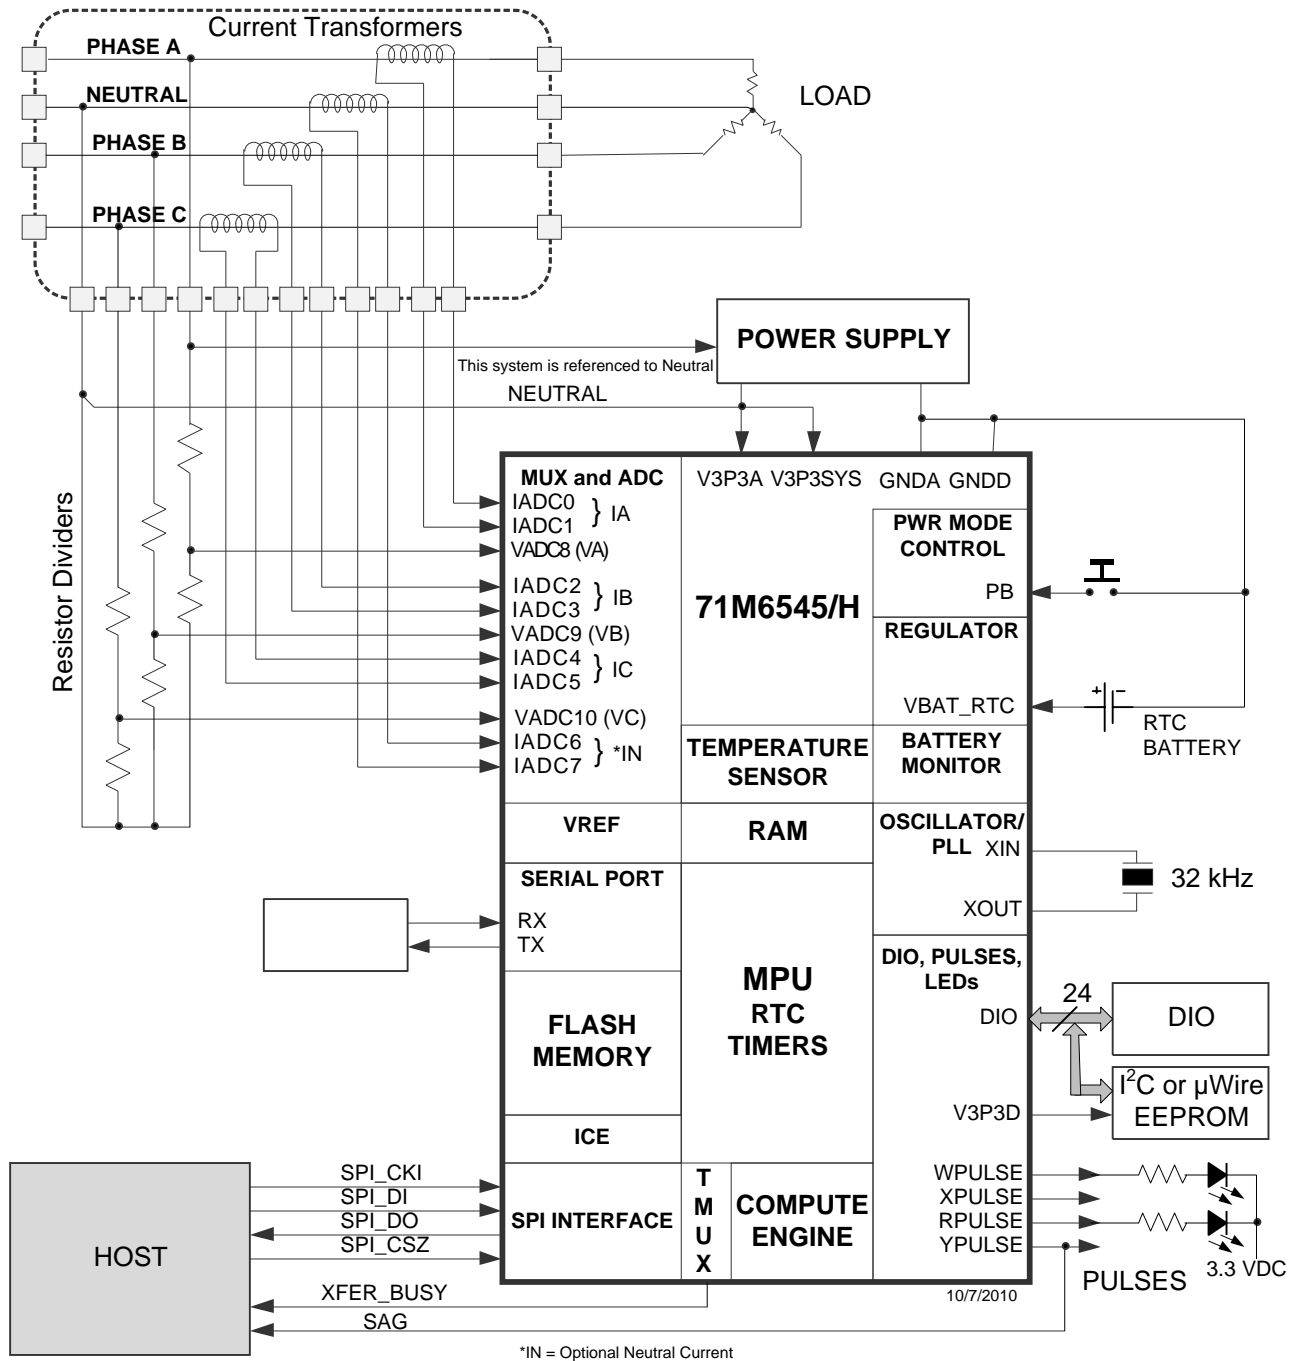 Current Transformers
PHASE A
NEUTRAL
PHASE B
PHASE C
LOAD
POWER SUPPLY
This system is referenced to Neutral
NEUTRAL
Resistor Dividers
MUX and ADC
IADC0
IADC1
} IA
VADC8 (VA)
IADC2
IADC3
} IB
VADC9 (VB)
IADC4
IADC5
} IC
VADC10 (VC)
IADC6
IADC7
} *IN
V3P3A V3P3SYS
GNDA GNDD
71M6545/H
PWR MODE
CONTROL
PB
REGULATOR
VBAT_RTC
+ −
RTC
BATTERY
TEMPERATURE
SENSOR
BATTERY
MONITOR
VREF
RAM
OSCILLATOR/
PLL XIN
XOUT
32 kHz
SERIAL PORT
RX
TX
MPU
RTC
TIMERS
DIO, PULSES,
LEDs
DIO
24
DIO
FLASH
MEMORY
I²C or µWire
EEPROM
V3P3D
ICE
HOST
SPI_CKI
SPI_DI
SPI_DO
SPI_CSZ
SPI INTERFACE
T
M
U
X
COMPUTE
ENGINE
WPULSE
XPULSE
RPULSE
YPULSE
PULSES
3.3 VDC
XFER_BUSY
SAG
10/7/2010
*IN = Optional Neutral Current